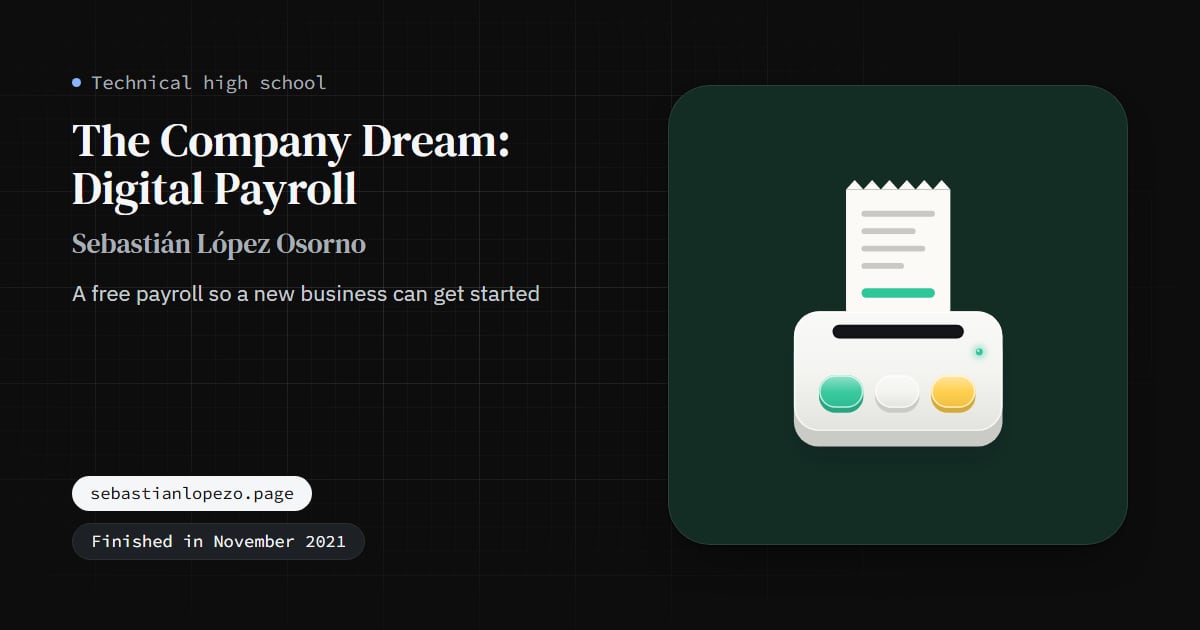 Technical high school
The Company Dream:
Digital Payroll
Sebastián López Osorno
A free payroll so a new business can get started
sebastianlopezo.page
Finished in November 2021